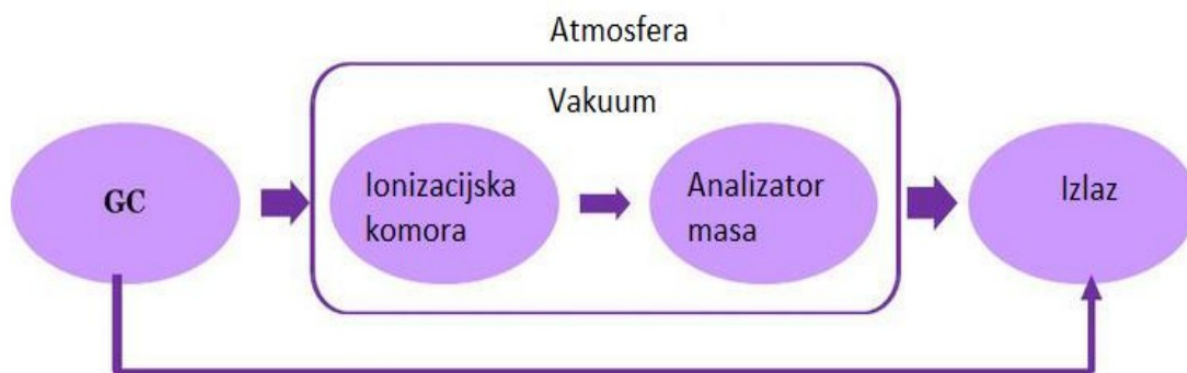 Atmosfera
Vakuum
GC
Ionizacijska
komora
Analizator
masa
Izlaz